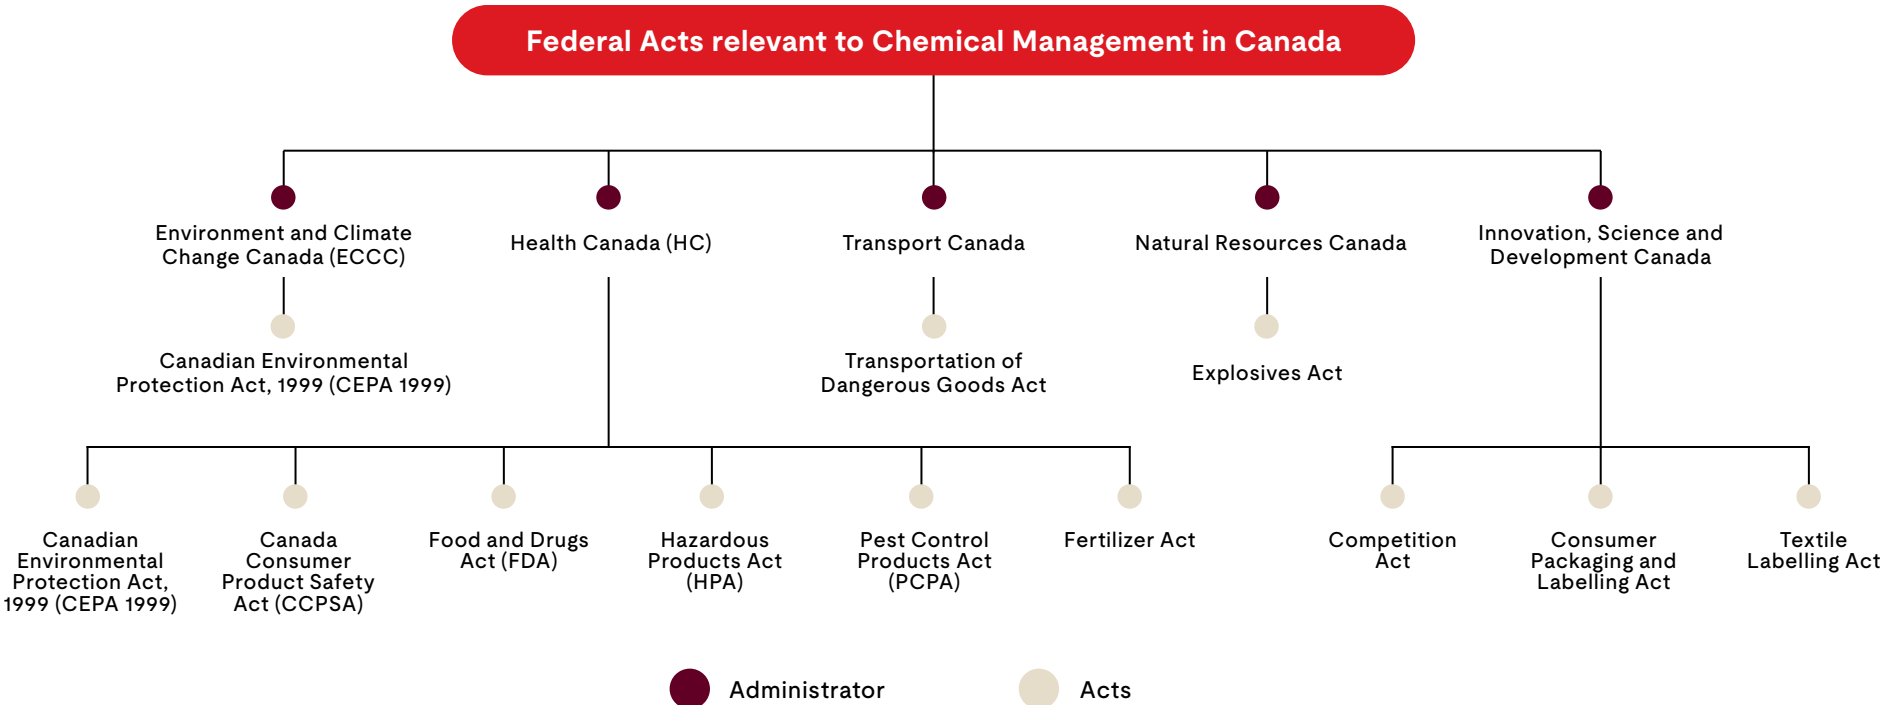 Federal Acts relevant to Chemical Management in Canada
Environment and Climate
Change Canada (ECCC)
Health Canada (HC)
Transport Canada
Natural Resources Canada
Innovation, Science and
Development Canada
Canadian Environmental
Protection Act, 1999 (CEPA 1999)
Transportation of
Dangerous Goods Act
Explosives Act
Canadian
Environmental
Protection Act,
1999 (CEPA 1999)
Canada
Consumer
Product Safety
Act (CCPSA)
Food and Drugs
Act (FDA)
Hazardous
Products Act
(HPA)
Pest Control
Products Act
(PCPA)
Fertilizer Act
Competition
Act
Consumer
Packaging and
Labelling Act
Textile
Labelling Act
Administrator
Acts